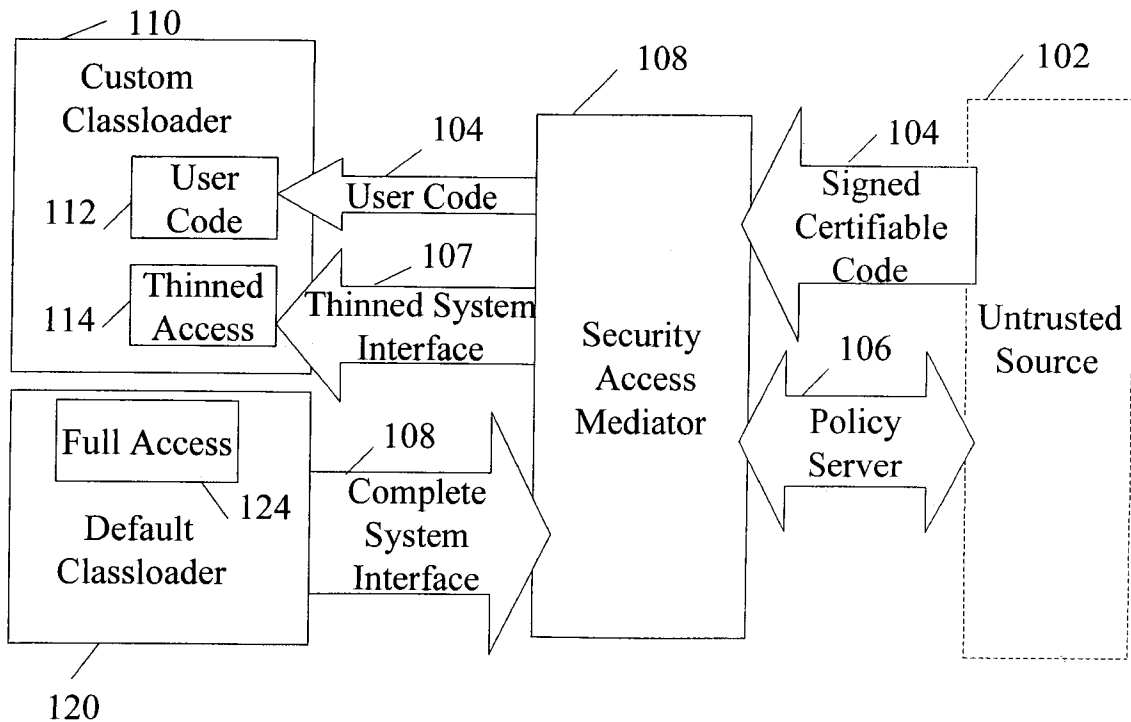 110
Custom
Classloader
104
User Code
User
Code
112
107
Thinned System
Interface
Thinned
Access
114
Full Access
124
Default
Classloader
120
108
Complete
System
Interface
108
Security
Access
Mediator
102
104
Signed
Certifiable
Code
106
Policy
Server
Untrusted
Source